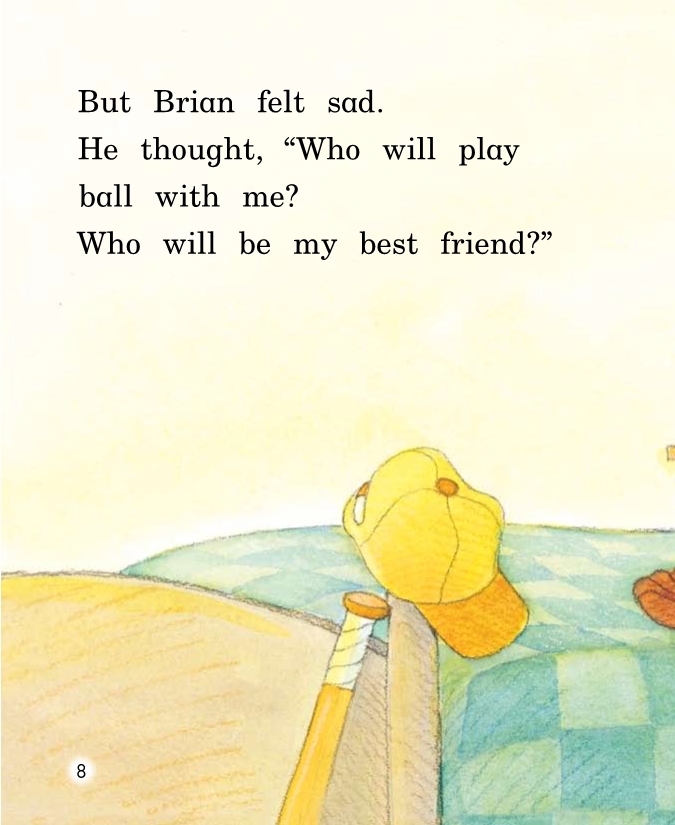 But Brian felt sad.
He thought, “Who will play
ball with me?
Who will be my best friend?”
8